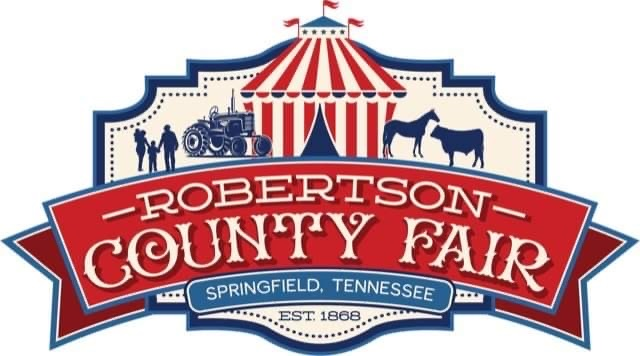 ROBERTSON
COUNTY FAIR
SPRINGFIELD, TENNESSEE
EST. 1868